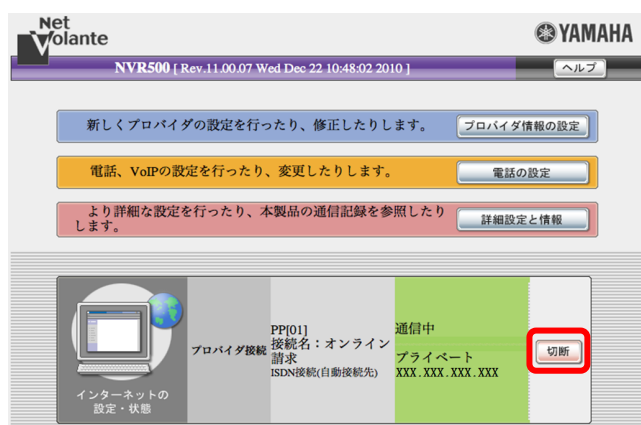 Net
Volante
YAMAHA
NVR500 [ Rev.11.00.07 Wed Dec 22 10:48:02 2010 ]
ヘルプ
新しくプロバイダの設定を行ったり、修正したりします。
プロバイダ情報の設定
電話、VoIPの設定を行ったり、変更したりします。
電話の設定
より詳細な設定を行ったり、本製品の通信記録を参照したり
します。
詳細設定と情報
インターネットの
設定・状態
プロバイダ接続
PP[01]
接続名：オンライン
請求
ISDN接続(自動接続先)
通信中
プライベート
XXX.XXX.XXX.XXX
切断